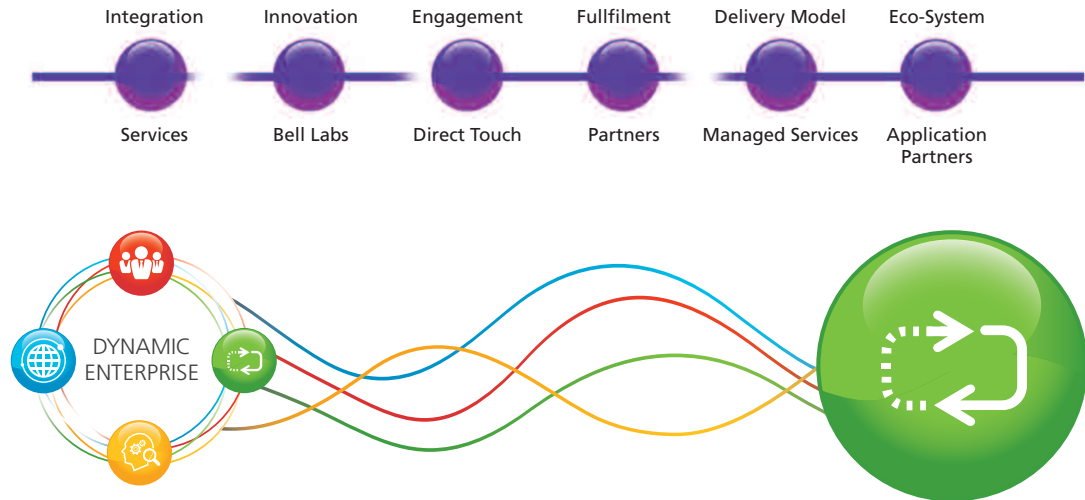 Integration
Innovation
Engagement
Fullfilment
Delivery Model
Eco-System
Services
Bell Labs
Direct Touch
Partners
Managed Services
Application
Partners
DYNAMIC
ENTERPRISE